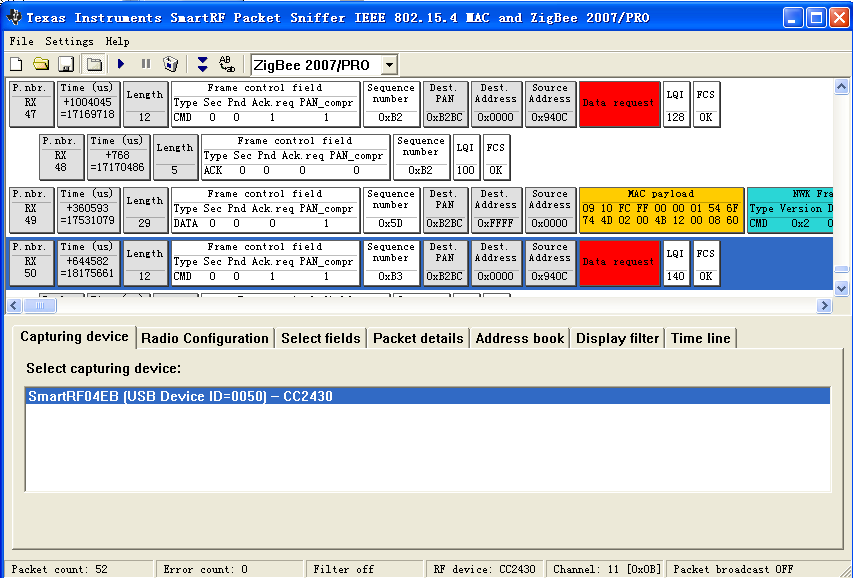 Texas Instruments SmartRF Packet Sniffer IEEE 802.15.4 MAC and ZigBee 2007/PRO
File Settings Help
ZigBee 2007/PRO
P.nbr. RX 47 Time (us) +1004045 =17169718 Length 12 Frame control field Type Sec Pnd Ack.req PAN_compr CMD 0 0 1 1 Sequence number 0xB2 Dest. PAN 0xB2BC Dest. Address 0x0000 Source Address 0x940C Data request LQI 128 FCS OK
P.nbr. RX 48 Time (us) +768 =17170486 Length 5 Frame control field Type Sec Pnd Ack.req PAN_compr ACK 0 0 0 0 Sequence number 0xB2 LQI 100 FCS OK
P.nbr. RX 49 Time (us) +360593 =17531079 Length 29 Frame control field Type Sec Pnd Ack.req PAN_compr DATA 0 0 0 1 Sequence number 0x5D Dest. PAN 0xB2BC Dest. Address 0xFFFF Source Address 0x0000 MAC payload 09 10 FC FF 00 00 01 54 6F 74 4D 02 00 4B 12 00 08 60 NWK Fra Type Version D CMD 0x2 0
P.nbr. RX 50 Time (us) +644582 =18175661 Length 12 Frame control field Type Sec Pnd Ack.req PAN_compr CMD 0 0 1 1 Sequence number 0xB3 Dest. PAN 0xB2BC Dest. Address 0x0000 Source Address 0x940C Data request LQI 140 FCS OK
Capturing device Radio Configuration Select fields Packet details Address book Display filter Time line
Select capturing device:
SmartRF04EB (USB Device ID=0050) – CC2430
Packet count: 52 Error count: 0 Filter off RF device: CC2430 Channel: 11 [0x0B] Packet broadcast OFF